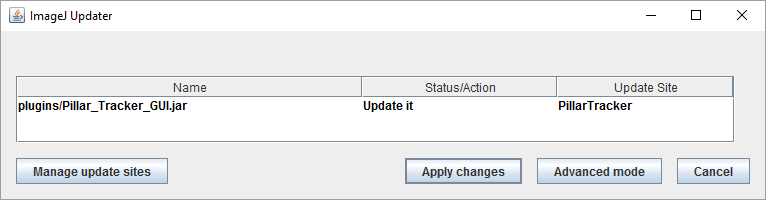 ImageJ Updater
Name Status/Action Update Site
plugins/Pillar_Tracker_GUI.jar Update it PillarTracker
Manage update sites Apply changes Advanced mode Cancel